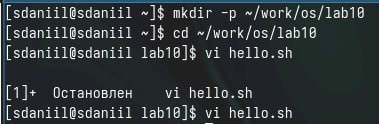 [sdaniil@sdaniil ~]$ mkdir -p ~/work/os/lab10
[sdaniil@sdaniil ~]$ cd ~/work/os/lab10
[sdaniil@sdaniil lab10]$ vi hello.sh
[1]+  Остановлен    vi hello.sh
[sdaniil@sdaniil lab10]$ vi hello.sh